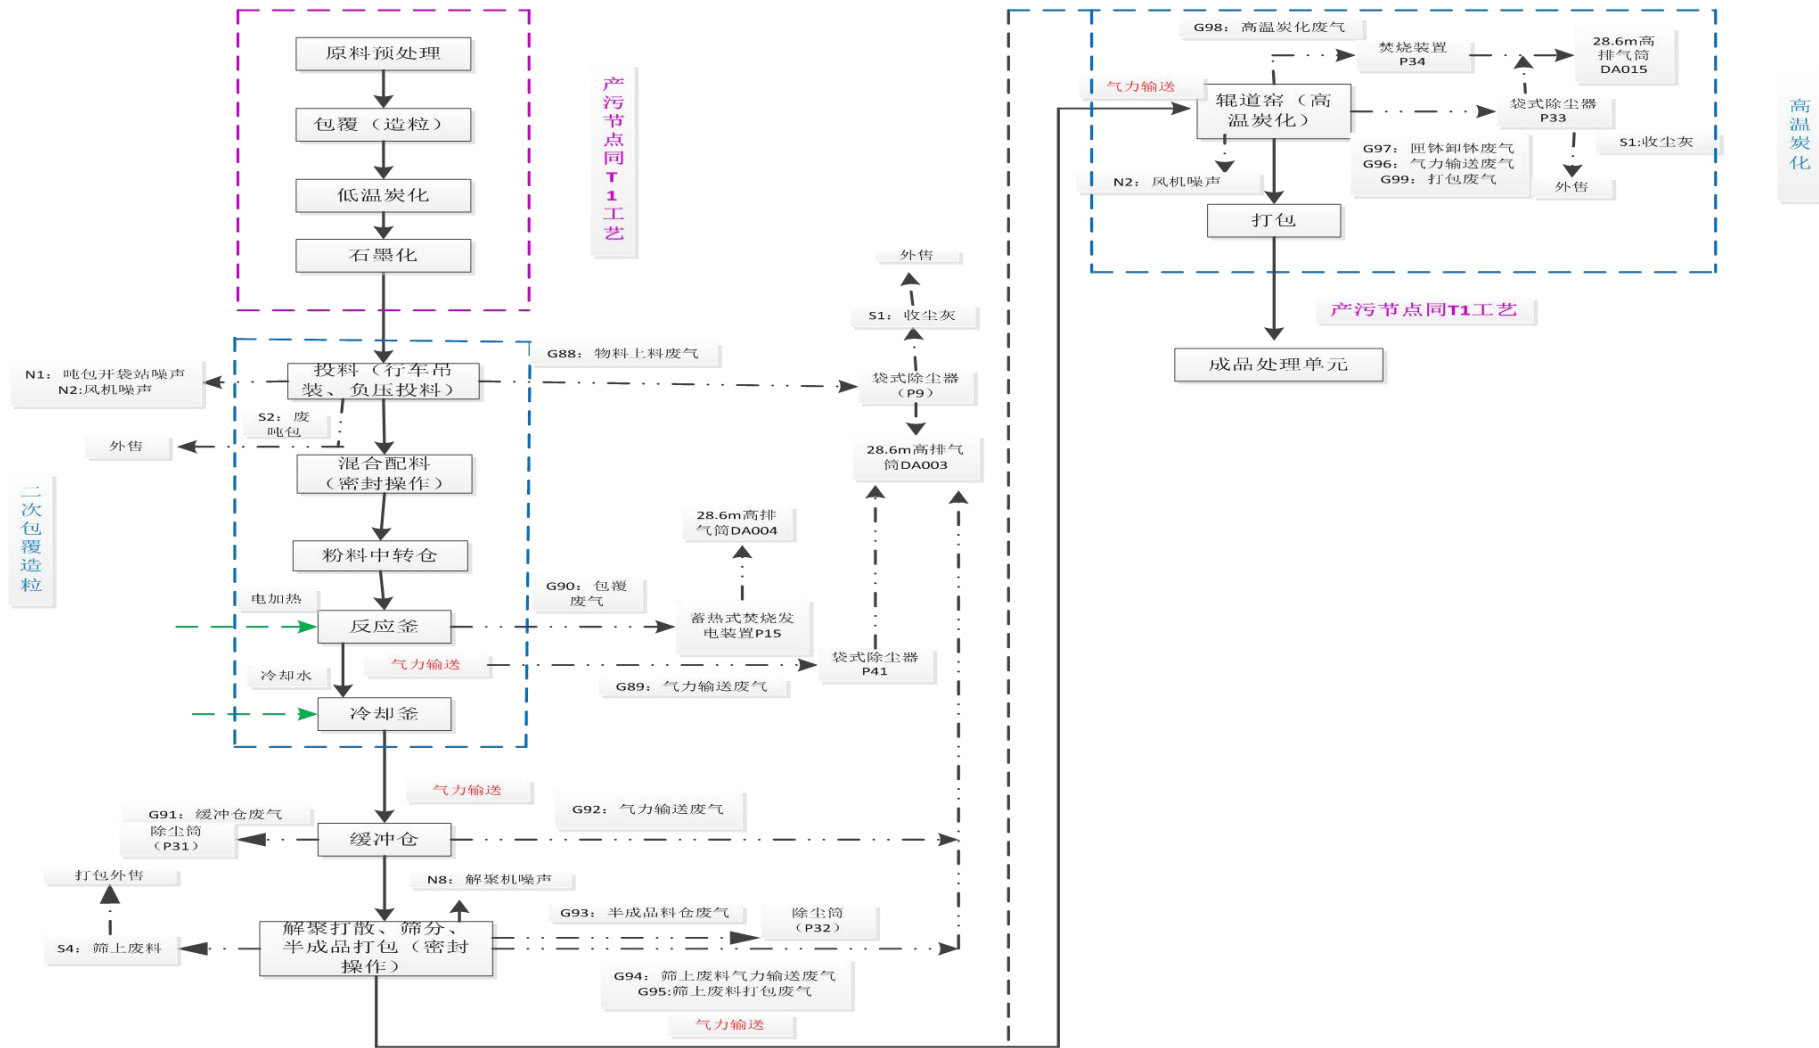 原料预处理
包覆（造粒）
低温炭化
石墨化
产污节点同T1工艺
投料（行车吊
装、负压投料）
N1：吨包开袋站噪声
N2:风机噪声
S2：废
吨包
外售
G88：物料上料废气
外售
S1：收尘灰
袋式除尘器
（P9）
28.6m高排气
筒DA003
混合配料
（密封操作）
粉料中转仓
二次包覆造粒
电加热
反应釜
G90：包覆
废气
28.6m高排
气筒DA004
蓄热式焚烧发
电装置P15
气力输送
G89：气力输送废气
袋式除尘器
P41
冷却水
冷却釜
气力输送
G91：缓冲仓废气
除尘筒
（P31）
缓冲仓
G92：气力输送废气
打包外售
S4：筛上废料
N8：解聚机噪声
解聚打散、筛分、
半成品打包（密封
操作）
G93：半成品料仓废气
除尘筒
（P32）
G94：筛上废料气力输送废气
G95:筛上废料打包废气
气力输送
G98：高温炭化废气
焚烧装置
P34
28.6m高
排气筒
DA015
气力输送
辊道窑（高
温炭化）
袋式除尘器
P33
S1:收尘灰
G97：匣钵卸钵废气
G96：气力输送废气
G99：打包废气
外售
N2：风机噪声
打包
高温炭化
产污节点同T1工艺
成品处理单元